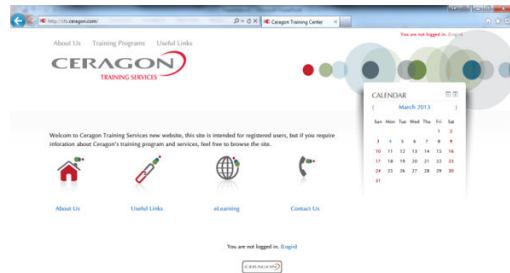 http://cts.ceragon.com/
Ceragon Training Center
You are not logged in. (Login)
About Us Training Programs Useful Links
CERAGON
TRAINING SERVICES
CALENDAR
March 2013
Sun Mon Tue Wed Thu Fri Sat
1 2
3 4 5 6 7 8 9
10 11 12 13 14 15 16
17 18 19 20 21 22 23
24 25 26 27 28 29 30
31
Welcom to Ceragon Training Services new website, this site is intended for registered users, but if you require
inforation about Ceragon's training program and services, feel free to browse the site.
About Us Useful Links eLearning Contact Us
You are not logged in. (Login)
CERAGON